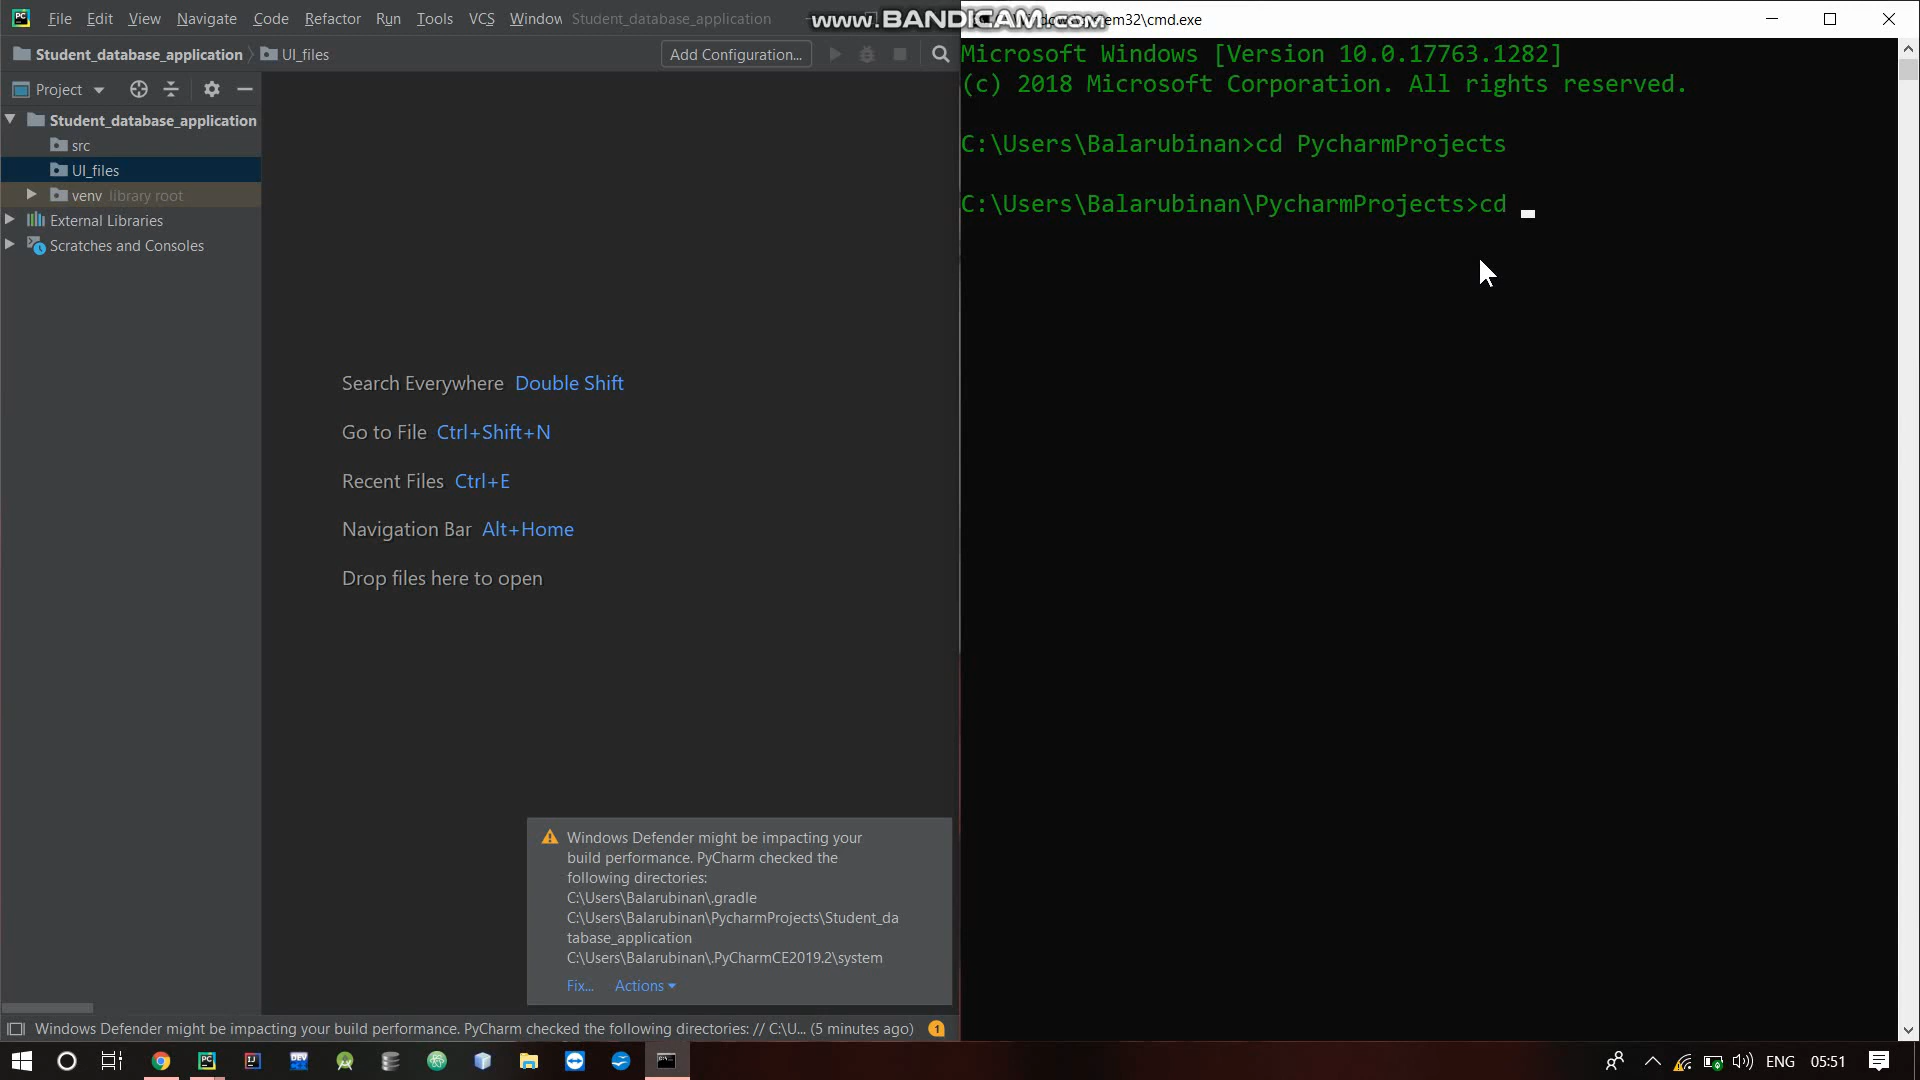 File Edit View Navigate Code Refactor Run Tools VCS Window Student_database_application
www.BANDICAM.com
em32\cmd.exe
Student_database_application UI_files
Add Configuration...
Project
Student_database_application
src
UI_files
venv library root
External Libraries
Scratches and Consoles
Search Everywhere Double Shift
Go to File Ctrl+Shift+N
Recent Files Ctrl+E
Navigation Bar Alt+Home
Drop files here to open
Windows Defender might be impacting your
build performance. PyCharm checked the
following directories:
C:\Users\Balarubinan\.gradle
C:\Users\Balarubinan\PycharmProjects\Student_da
tabase_application
C:\Users\Balarubinan\.PyCharmCE2019.2\system
Fix... Actions
Windows Defender might be impacting your build performance. PyCharm checked the following directories: // C:\U... (5 minutes ago) 1
Microsoft Windows [Version 10.0.17763.1282]
(c) 2018 Microsoft Corporation. All rights reserved.
C:\Users\Balarubinan>cd PycharmProjects
C:\Users\Balarubinan\PycharmProjects>cd
PC
IJ
DEV
ENG 05:51